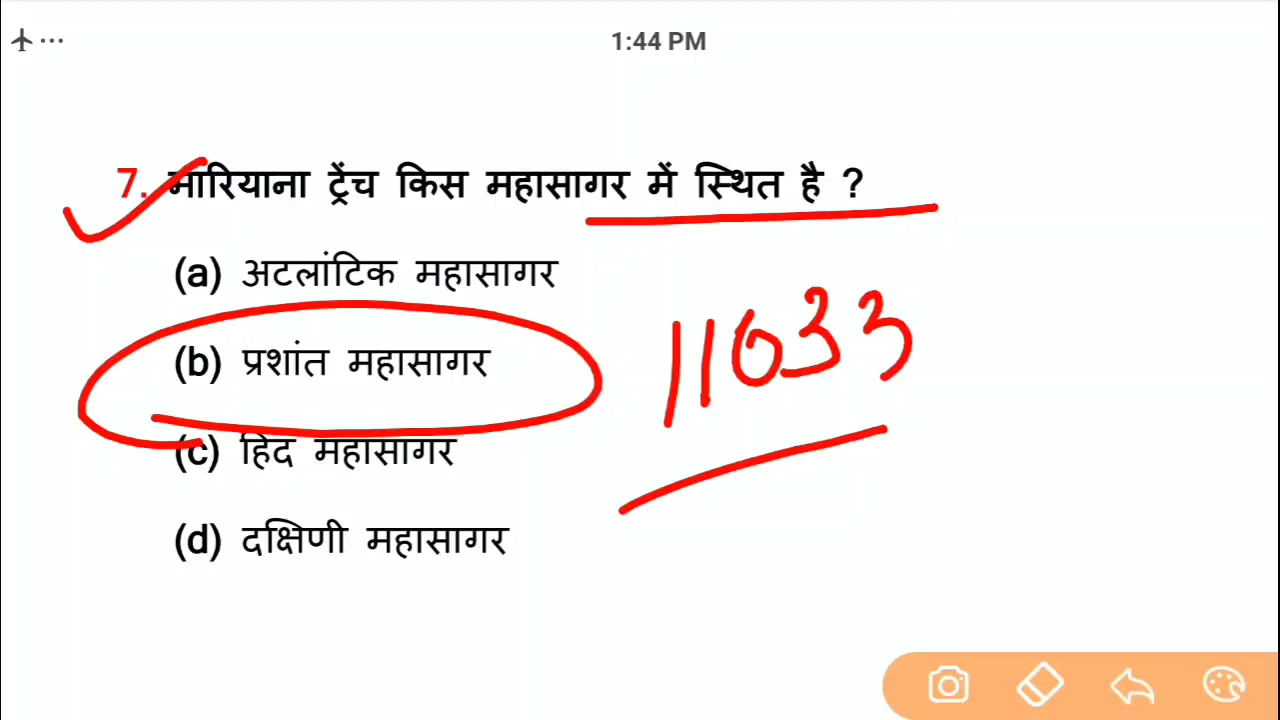 1:44 PM
7. मारियाना ट्रेंच किस महासागर में स्थित है ?
(a) अटलांटिक महासागर
(b) प्रशांत महासागर
11033
(c) हिंद महासागर
(d) दक्षिणी महासागर